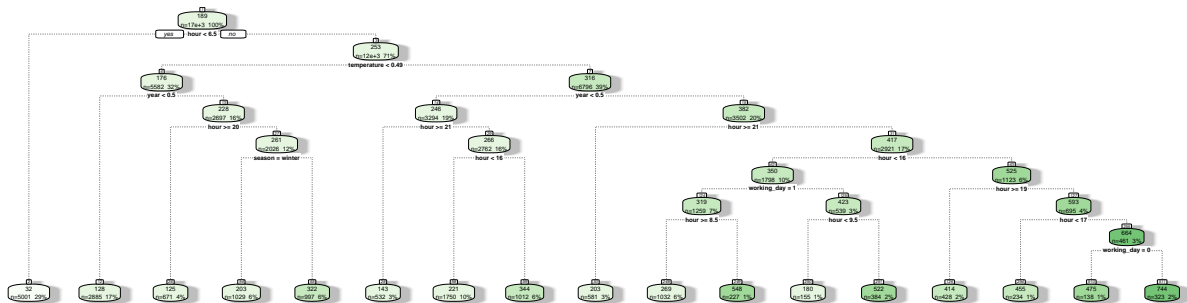 189
n=17e+3 100%
yes hour < 6.5 no
253
n=12e+3 71%
temperature < 0.49
176
n=5582 32%
316
n=6796 39%
year < 0.5
year < 0.5
228
n=2697 16%
246
n=3294 19%
382
n=3502 20%
hour >= 20
hour >= 21
hour >= 21
261
n=2026 12%
266
n=2762 16%
417
n=2921 17%
season = winter
hour < 16
hour < 16
350
n=1798 10%
525
n=1123 6%
working_day = 1
hour >= 19
319
n=1259 7%
423
n=539 3%
593
n=695 4%
hour >= 8.5
hour < 9.5
hour < 17
664
n=461 3%
working_day = 0
32
n=5001 29%
128
n=2885 17%
125
n=671 4%
203
n=1029 6%
322
n=997 6%
143
n=532 3%
221
n=1750 10%
344
n=1012 6%
203
n=581 3%
269
n=1032 6%
548
n=227 1%
180
n=155 1%
522
n=384 2%
414
n=428 2%
455
n=234 1%
475
n=138 1%
744
n=323 2%